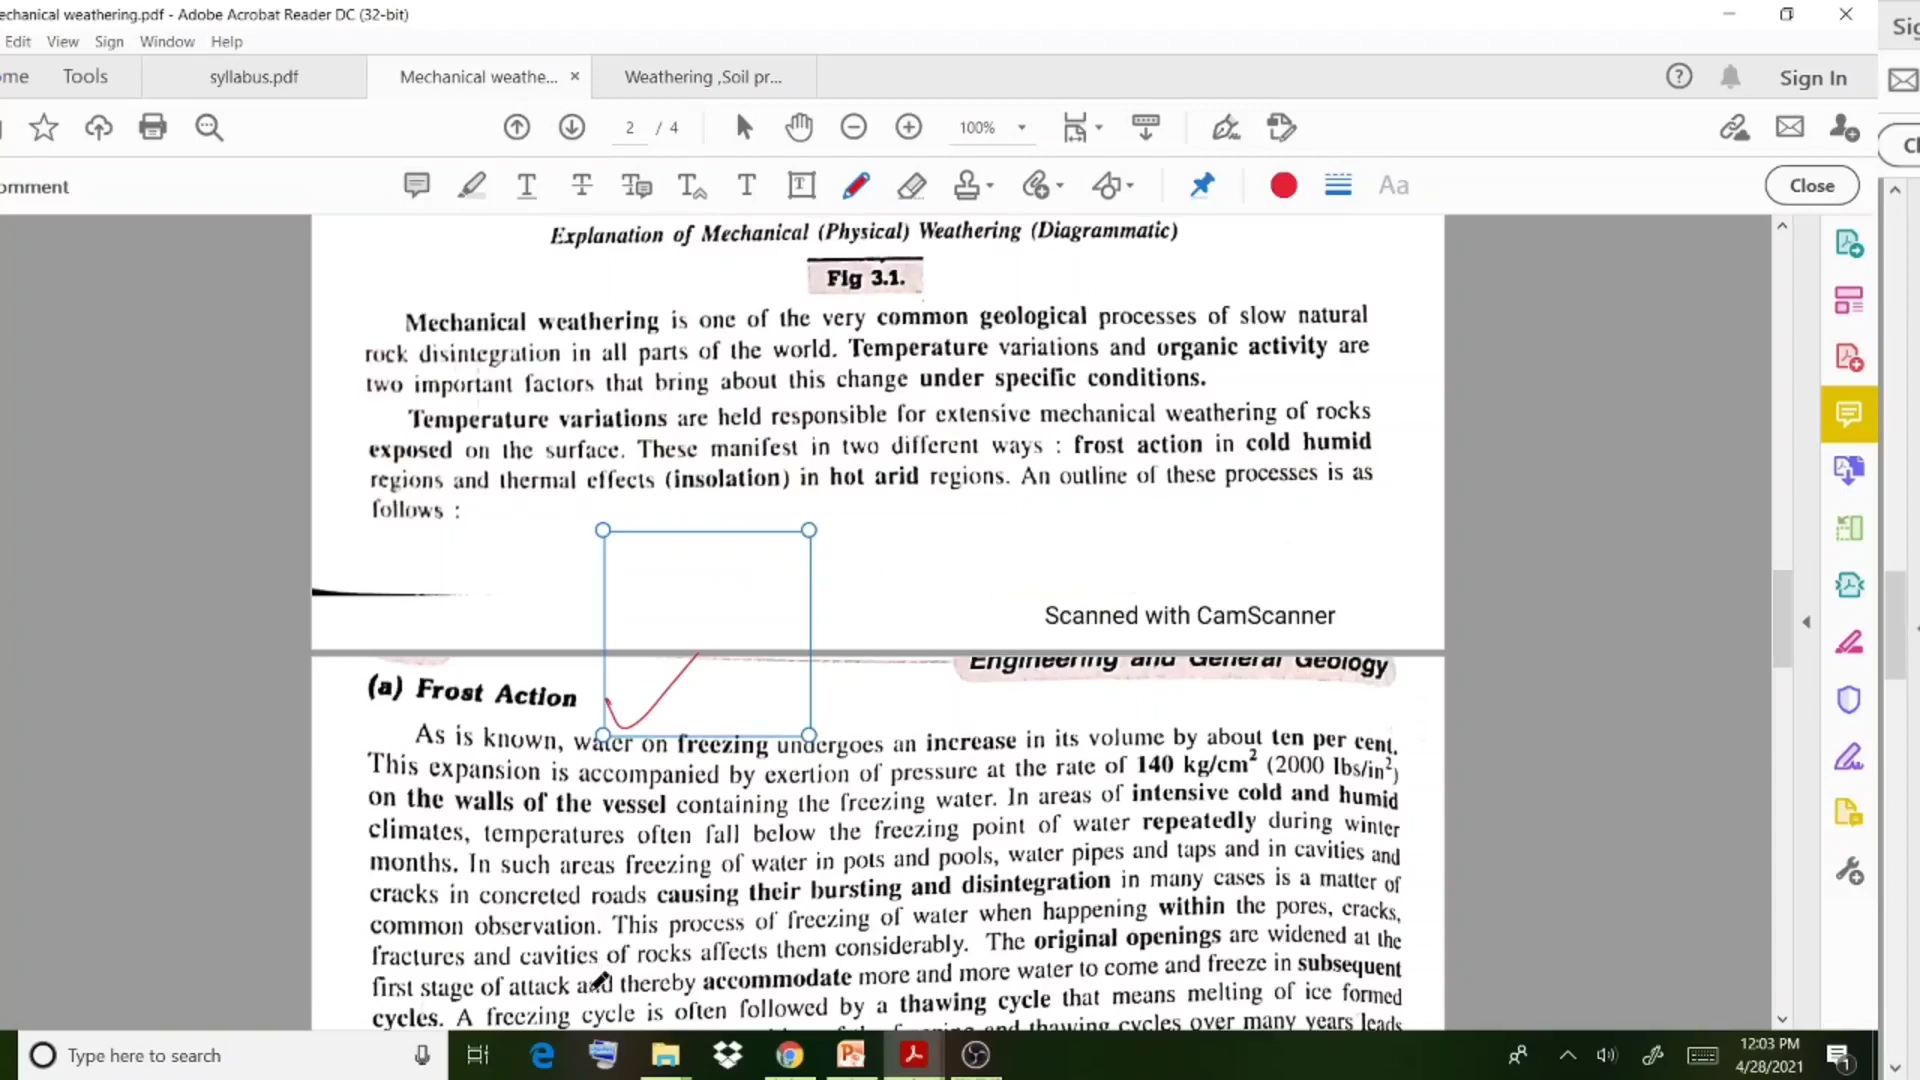 echanical weathering.pdf - Adobe Acrobat Reader DC (32-bit)
Edit View Sign Window Help
ome Tools syllabus.pdf Mechanical weathe... × Weathering ,Soil pr... Sign In
Sig
2 / 4 100%
omment Close
Explanation of Mechanical (Physical) Weathering (Diagrammatic)
Fig 3.1.
Mechanical weathering is one of the very common geological processes of slow natural
rock disintegration in all parts of the world. Temperature variations and organic activity are
two important factors that bring about this change under specific conditions.
Temperature variations are held responsible for extensive mechanical weathering of rocks
exposed on the surface. These manifest in two different ways : frost action in cold humid
regions and thermal effects (insolation) in hot arid regions. An outline of these processes is as
follows :
Scanned with CamScanner
Engineering and General Geology
(a) Frost Action
As is known, water on freezing undergoes an increase in its volume by about ten per cent.
This expansion is accompanied by exertion of pressure at the rate of 140 kg/cm² (2000 lbs/in²)
on the walls of the vessel containing the freezing water. In areas of intensive cold and humid
climates, temperatures often fall below the freezing point of water repeatedly during winter
months. In such areas freezing of water in pots and pools, water pipes and taps and in cavities and
cracks in concreted roads causing their bursting and disintegration in many cases is a matter of
common observation. This process of freezing of water when happening within the pores, cracks,
fractures and cavities of rocks affects them considerably. The original openings are widened at the
first stage of attack and thereby accommodate more and more water to come and freeze in subsequent
cycles. A freezing cycle is often followed by a thawing cycle that means melting of ice formed
and thawing cycles over many years leads
Type here to search
12:03 PM
4/28/2021